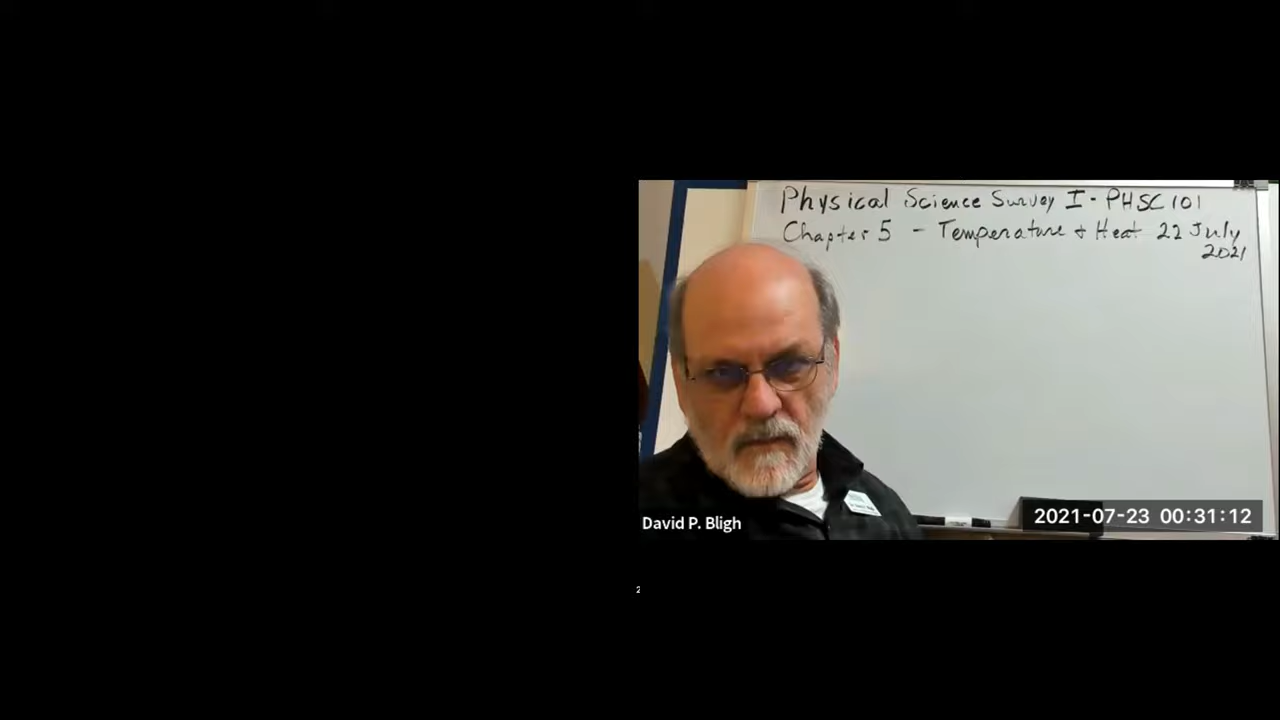 Physical Science Survey I - PHSC 101
Chapter 5 - Temperature + Heat 22 July
2021
David P. Bligh
2021-07-23 00:31:12